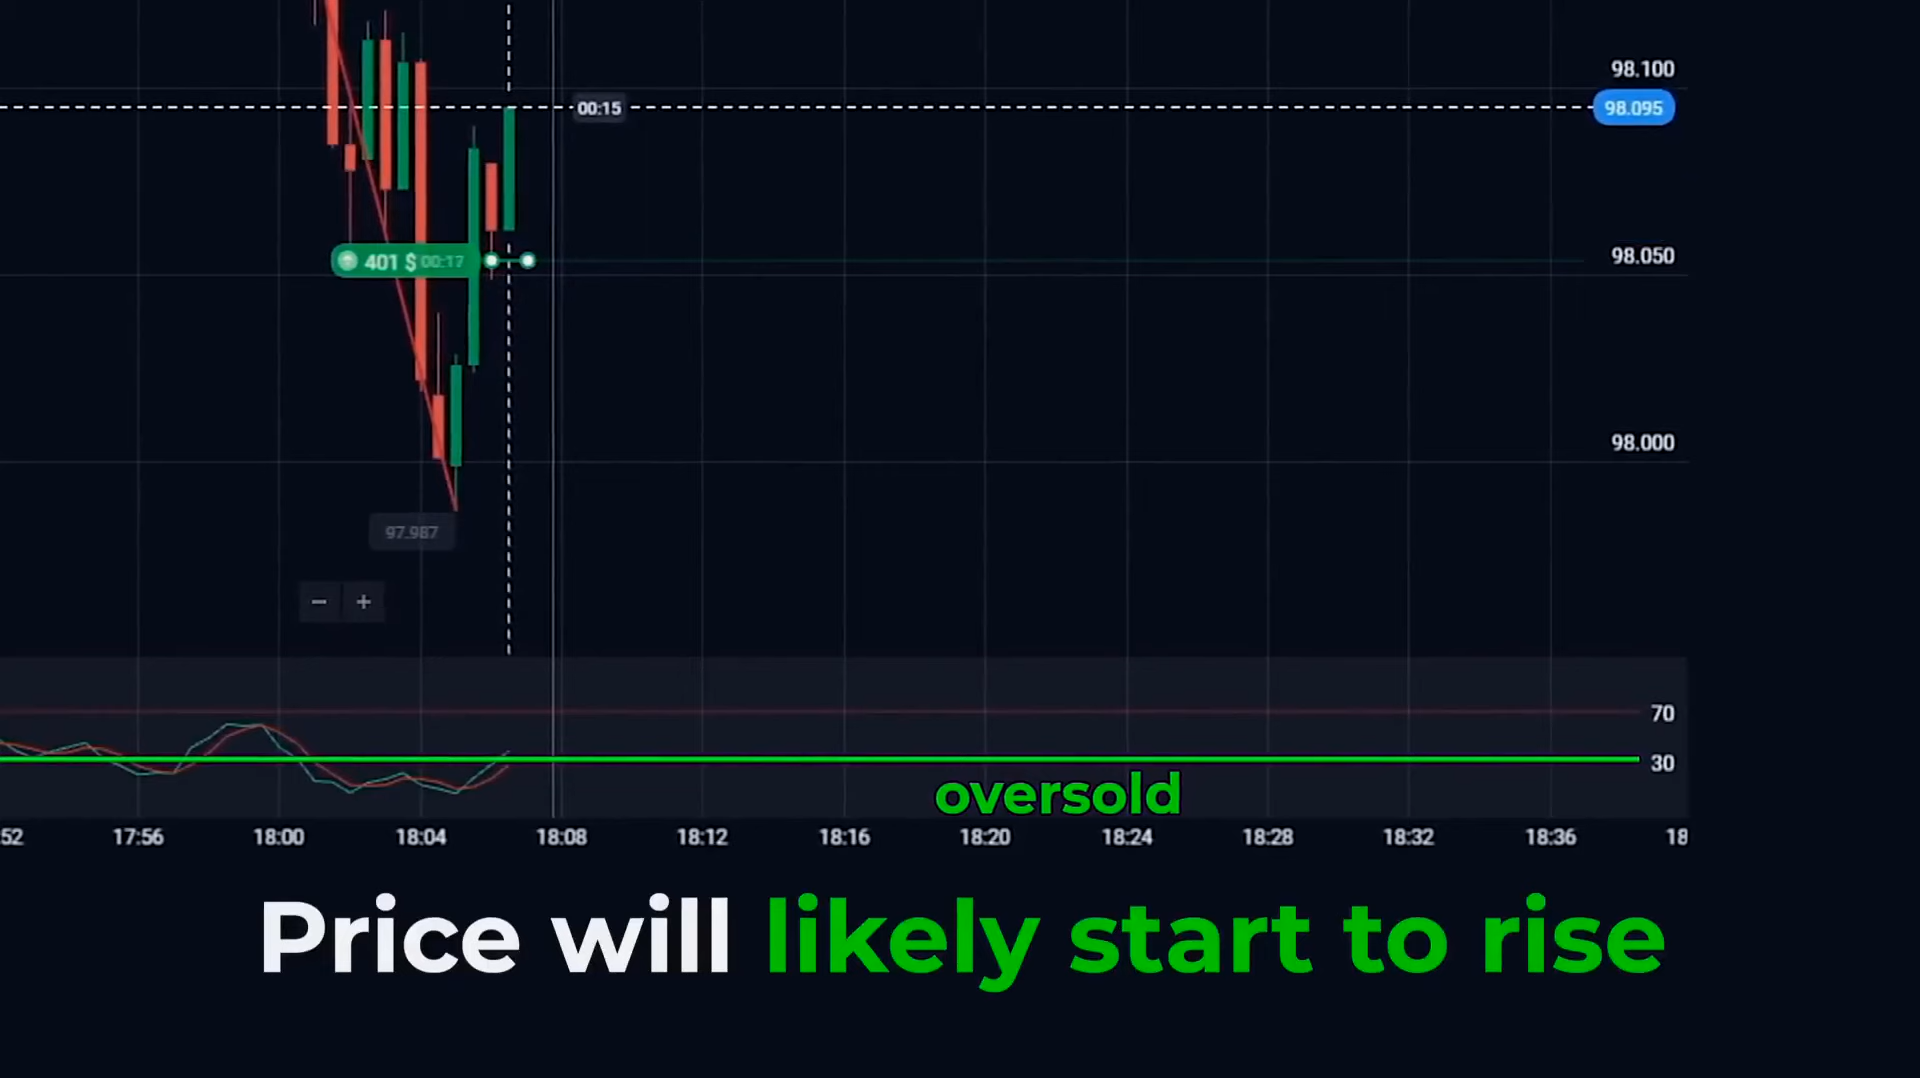 98.100
00:15
98.095
401 $ 00:17
98.050
98.000
97.987
− +
70
30
oversold
:52 17:56 18:00 18:04 18:08 18:12 18:16 18:20 18:24 18:28 18:32 18:36 18
Price will likely start to rise